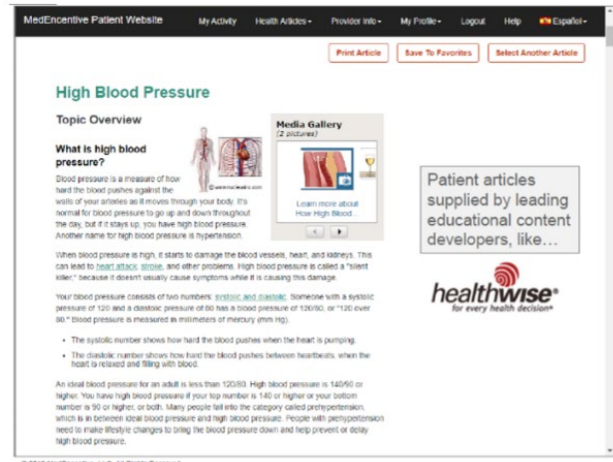 MedEncentive Patient Website
My Activity
Health Articles
Provider Info
My Profile
Logout
Help
Español
Print Article
Save To Favorites
Select Another Article
High Blood Pressure
Topic Overview
What is high blood
pressure?
Blood pressure is a measure of how
hard the blood pushes against the
walls of your arteries as it moves through your body. It's
normal for blood pressure to go up and down throughout
the day, but if it stays up, you have high blood pressure.
Another name for high blood pressure is hypertension.
Media Gallery
(2 pictures)
Learn more about
How High Blood...
When blood pressure is high, it starts to damage the blood vessels, heart, and kidneys. This
can lead to heart attack, stroke, and other problems. High blood pressure is called a "silent
killer," because it doesn't usually cause symptoms while it is causing this damage.
Your blood pressure consists of two numbers: systolic and diastolic. Someone with a systolic
pressure of 120 and a diastolic pressure of 80 has a blood pressure of 120/80, or "120 over
80." Blood pressure is measured in millimeters of mercury (mm Hg).
The systolic number shows how hard the blood pushes when the heart is pumping.
The diastolic number shows how hard the blood pushes between heartbeats, when the
heart is relaxed and filling with blood.
An ideal blood pressure for an adult is less than 120/80. High blood pressure is 140/90 or
higher. You have high blood pressure if your top number is 140 or higher or your bottom
number is 90 or higher, or both. Many people fall into the category called prehypertension,
which is in between ideal blood pressure and high blood pressure. People with prehypertension
need to make lifestyle changes to bring the blood pressure down and help prevent or delay
high blood pressure.
Patient articles
supplied by leading
educational content
developers, like...
healthwise
for every health decision